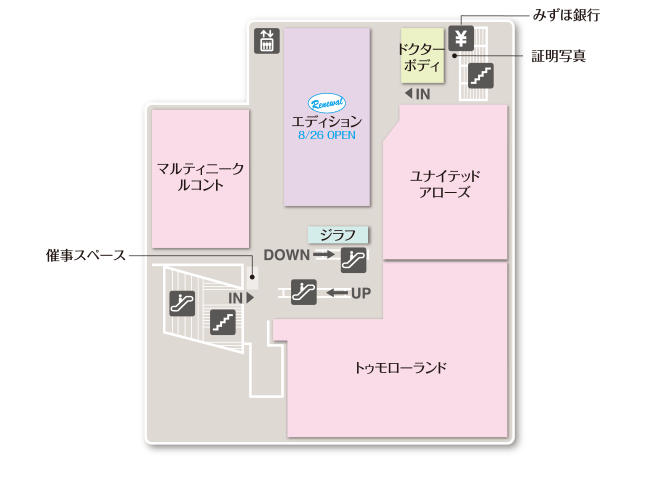 みずほ銀行
¥
証明写真
ドクター
ボディ
IN
Renewal
エディション
8/26 OPEN
マルティニーク
ルコント
ユナイテッド
アローズ
ジラフ
催事スペース
DOWN
IN
UP
トゥモローランド